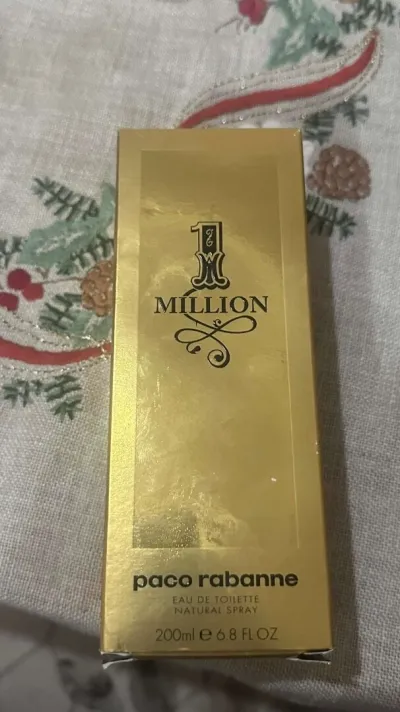 1
MILLION
paco rabanne
EAU DE TOILETTE
NATURAL SPRAY
200ml e 6.8 FL OZ